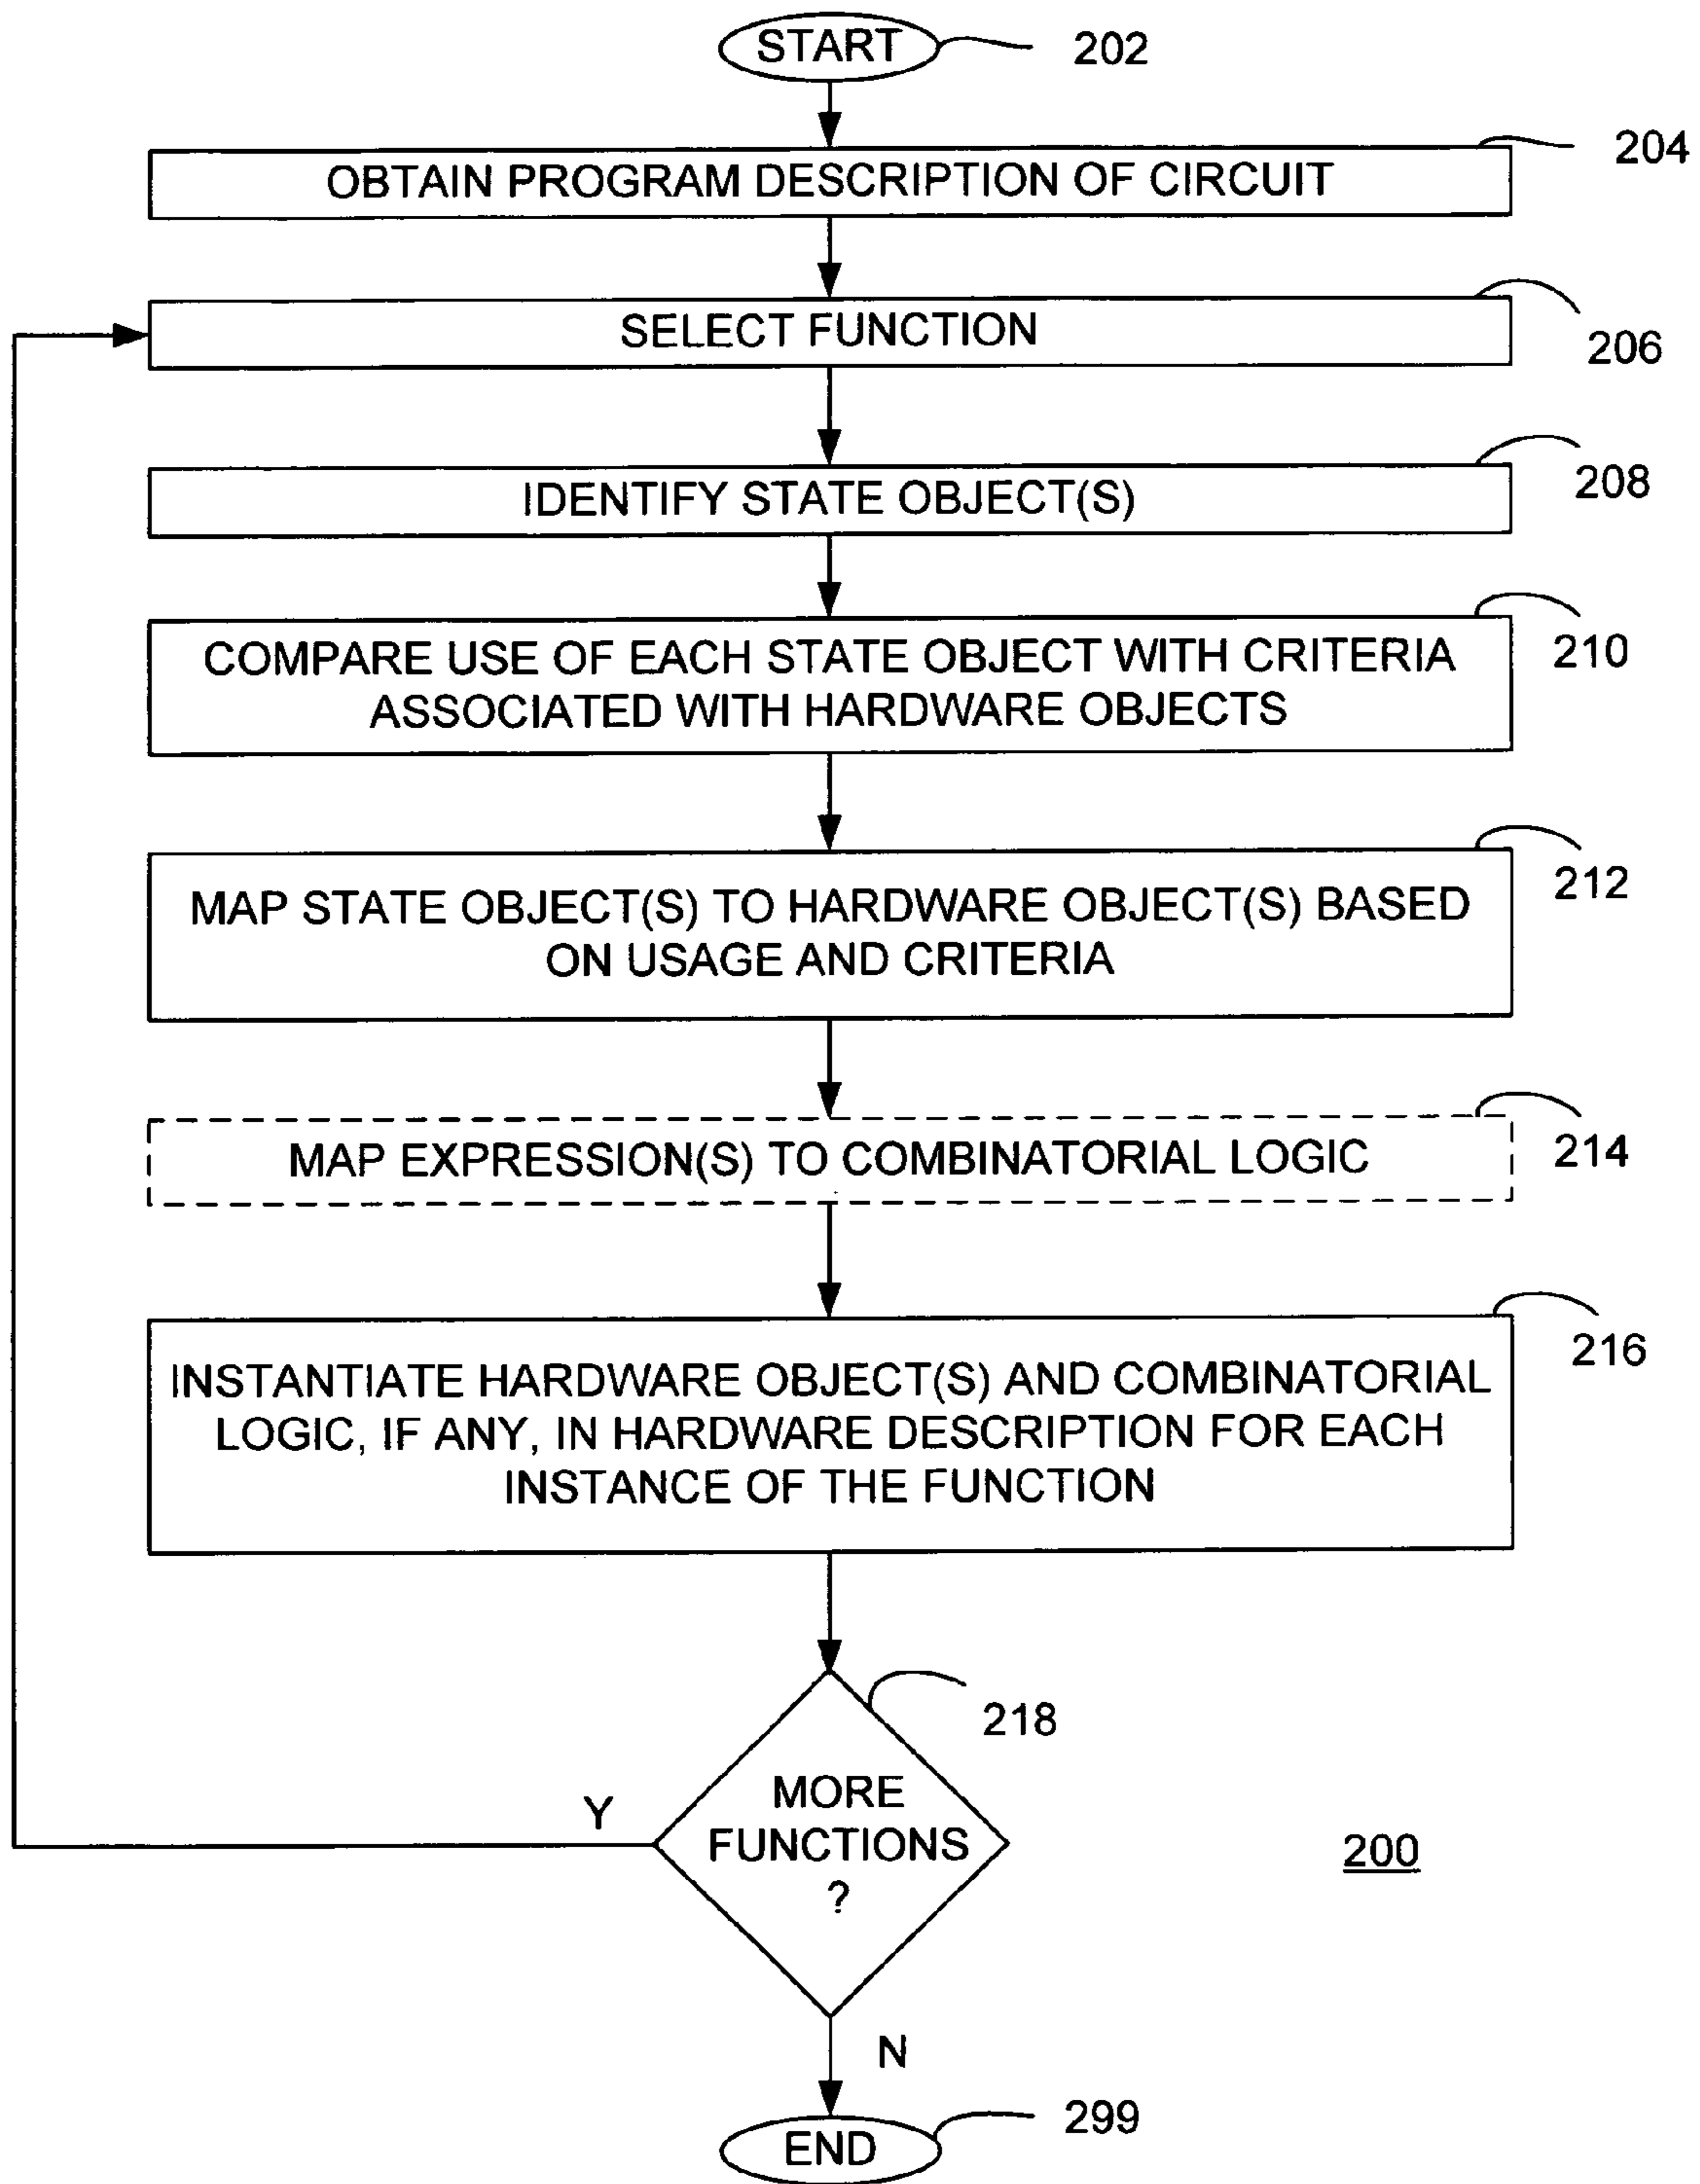 START
202
204
OBTAIN PROGRAM DESCRIPTION OF CIRCUIT
SELECT FUNCTION
206
IDENTIFY STATE OBJECT(S)
208
COMPARE USE OF EACH STATE OBJECT WITH CRITERIA
ASSOCIATED WITH HARDWARE OBJECTS
210
MAP STATE OBJECT(S) TO HARDWARE OBJECT(S) BASED
ON USAGE AND CRITERIA
212
MAP EXPRESSION(S) TO COMBINATORIAL LOGIC
214
INSTANTIATE HARDWARE OBJECT(S) AND COMBINATORIAL
LOGIC, IF ANY, IN HARDWARE DESCRIPTION FOR EACH
INSTANCE OF THE FUNCTION
216
218
MORE
FUNCTIONS
?
Y
200
N
END
299